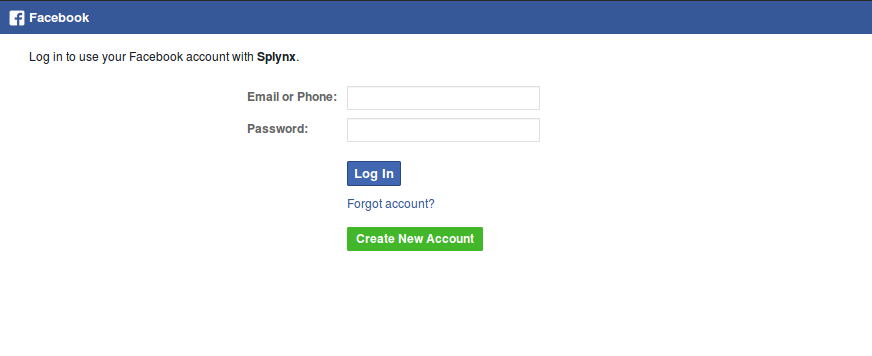 Facebook
Log in to use your Facebook account with Splynx.
Email or Phone:
Password:
Log In
Forgot account?
Create New Account